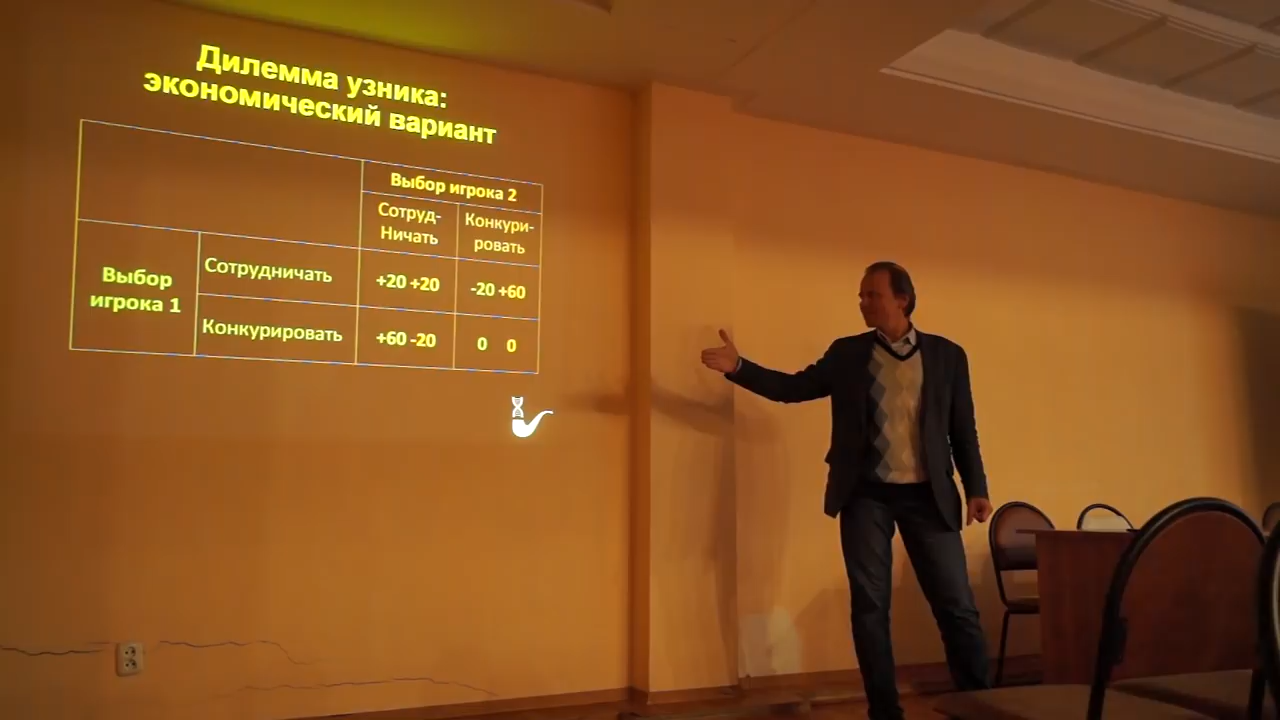 Дилемма узника:
экономический вариант
Выбор игрока 2
Сотруд-
Ничать
Конкури-
ровать
Выбор
игрока 1
Сотрудничать
+20 +20
-20 +60
Конкурировать
+60 -20
0 0